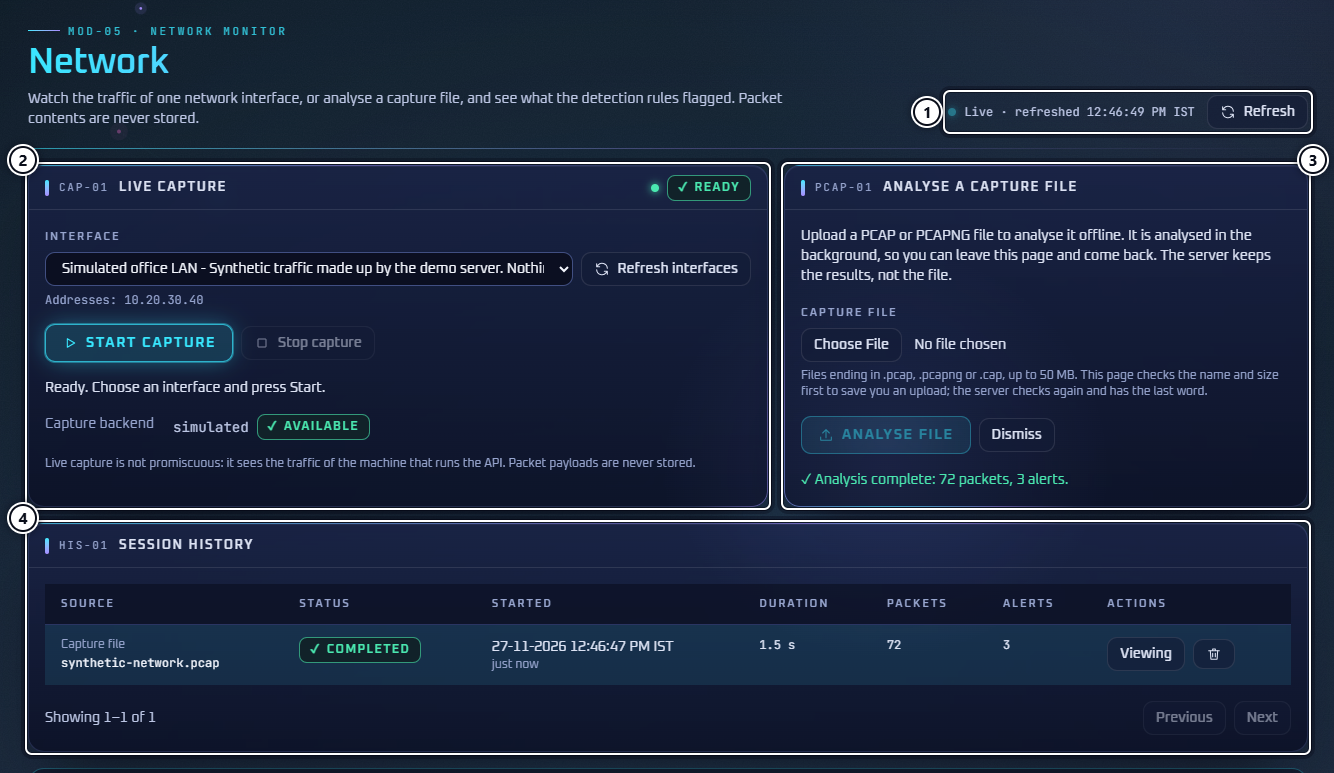 MOD-05 · NETWORK MONITOR
Network
Watch the traffic of one network interface, or analyse a capture file, and see what the detection rules flagged. Packet
contents are never stored.
1
Live · refreshed 12:46:49 PM IST
Refresh
2
CAP-01 LIVE CAPTURE
✓ READY
INTERFACE
Simulated office LAN - Synthetic traffic made up by the demo server. Nothi
Refresh interfaces
Addresses: 10.20.30.40
START CAPTURE
Stop capture
Ready. Choose an interface and press Start.
Capture backend simulated ✓ AVAILABLE
Live capture is not promiscuous: it sees the traffic of the machine that runs the API. Packet payloads are never stored.
3
PCAP-01 ANALYSE A CAPTURE FILE
Upload a PCAP or PCAPNG file to analyse it offline. It is analysed in the
background, so you can leave this page and come back. The server keeps
the results, not the file.
CAPTURE FILE
Choose File No file chosen
Files ending in .pcap, .pcapng or .cap, up to 50 MB. This page checks the name and size
first to save you an upload; the server checks again and has the last word.
ANALYSE FILE
Dismiss
✓ Analysis complete: 72 packets, 3 alerts.
4
HIS-01 SESSION HISTORY
SOURCE STATUS STARTED DURATION PACKETS ALERTS ACTIONS
Capture file
synthetic-network.pcap
✓ COMPLETED
27-11-2026 12:46:47 PM IST
just now
1.5 s
72
3
Viewing
Showing 1–1 of 1
Previous
Next